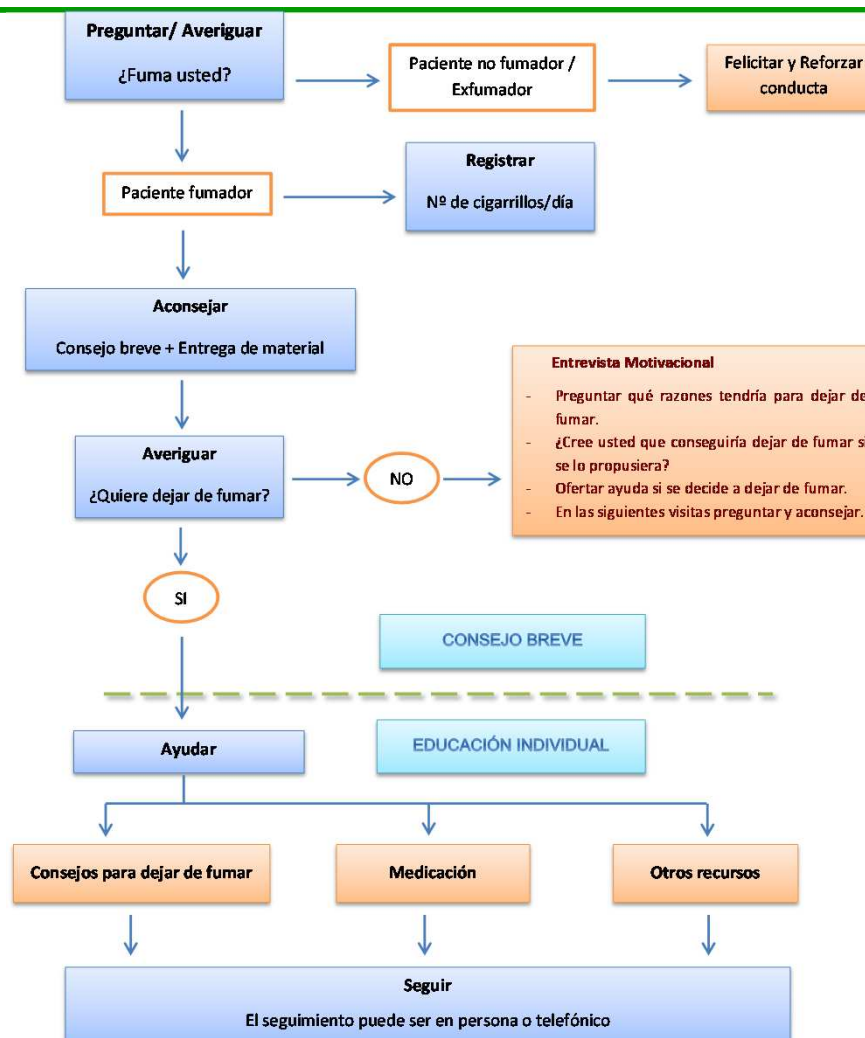 Preguntar/ Averiguar
¿Fuma usted?
Paciente no fumador /
Exfumador
Felicitar y Reforzar
conducta
Paciente fumador
Registrar
Nº de cigarrillos/día
Aconsejar
Consejo breve + Entrega de material
Averiguar
¿Quiere dejar de fumar?
NO
Entrevista Motivacional
- Preguntar qué razones tendría para dejar de
fumar.
- ¿Cree usted que conseguiría dejar de fumar si
se lo propusiera?
- Ofertar ayuda si se decide a dejar de fumar.
- En las siguientes visitas preguntar y aconsejar.
SI
CONSEJO BREVE
EDUCACIÓN INDIVIDUAL
Ayudar
Consejos para dejar de fumar
Medicación
Otros recursos
Seguir
El seguimiento puede ser en persona o telefónico